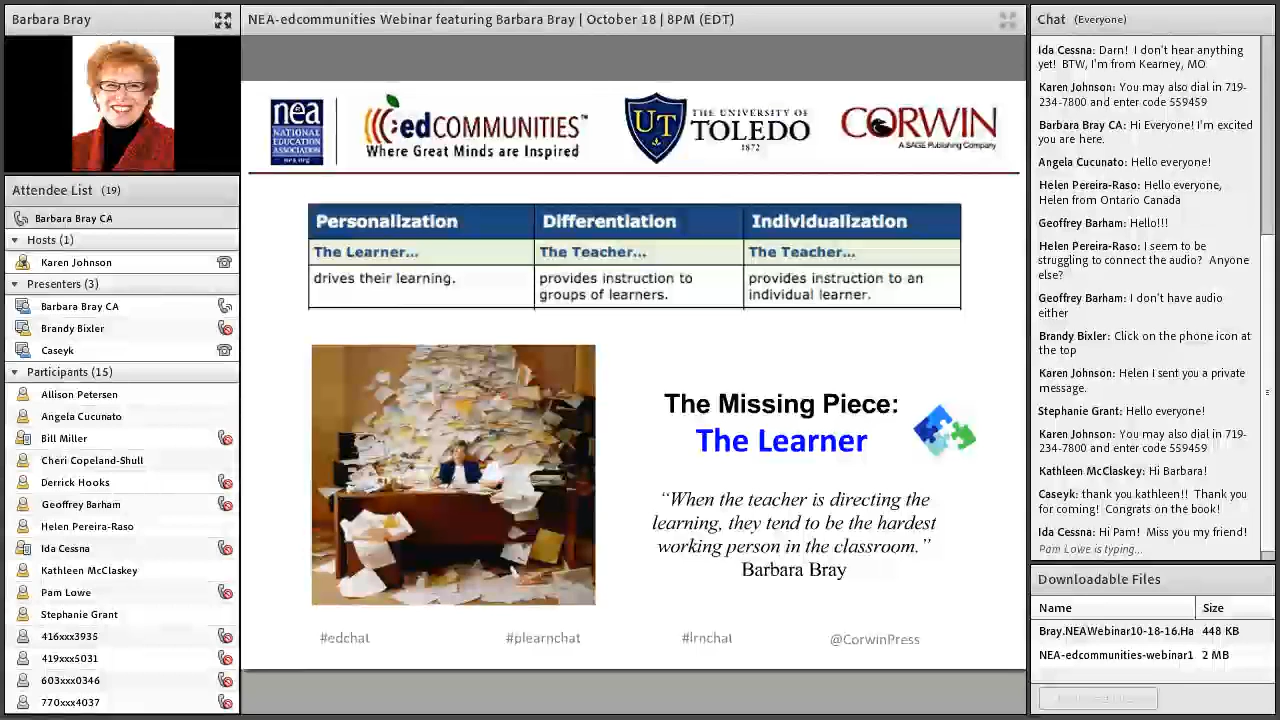 Barbara Bray
Attendee List (19)
Barbara Bray CA
Hosts (1)
Karen Johnson
Presenters (3)
Barbara Bray CA
Brandy Bixler
Caseyk
Participants (15)
Allison Petersen
Angela Cucunato
Bill Miller
Cheri Copeland-Shull
Derrick Hooks
Geoffrey Barham
Helen Pereira-Raso
Ida Cessna
Kathleen McClaskey
Pam Lowe
Stephanie Grant
416xxx3935
419xxx5031
603xxx0346
770xxx4037
NEA-edcommunities Webinar featuring Barbara Bray | October 18 | 8PM (EDT)
nea
NATIONAL
EDUCATION
ASSOCIATION
nea.org
edCOMMUNITIES™
Where Great Minds are Inspired
UT
THE UNIVERSITY OF
TOLEDO
1872
CORWIN
A SAGE Publishing Company
Personalization Differentiation Individualization
The Learner... The Teacher... The Teacher...
drives their learning. provides instruction to provides instruction to an
groups of learners. individual learner.
The Missing Piece:
The Learner
“When the teacher is directing the
learning, they tend to be the hardest
working person in the classroom.”
Barbara Bray
#edchat #plearnchat #lrnchat @CorwinPress
Chat (Everyone)
Ida Cessna: Darn! I don't hear anything
yet! BTW, I'm from Kearney, MO
Karen Johnson: You may also dial in 719-
234-7800 and enter code 559459
Barbara Bray CA: Hi Everyone! I'm excited
you are here.
Angela Cucunato: Hello everyone!
Helen Pereira-Raso: Hello everyone,
Helen from Ontario Canada
Geoffrey Barham: Hello!!!
Helen Pereira-Raso: I seem to be
struggling to connect the audio? Anyone
else?
Geoffrey Barham: I don't have audio
either
Brandy Bixler: Click on the phone icon at
the top
Karen Johnson: Helen I sent you a private
message.
Stephanie Grant: Hello everyone!
Karen Johnson: You may also dial in 719-
234-7800 and enter code 559459
Kathleen McClaskey: Hi Barbara!
Caseyk: thank you kathleen!! Thank you
for coming! Congrats on the book!
Ida Cessna: Hi Pam! Miss you my friend!
Pam Lowe is typing...
Downloadable Files
Name Size
Bray.NEAWebinar10-18-16.Ha 448 KB
NEA-edcommunities-webinar1 2 MB